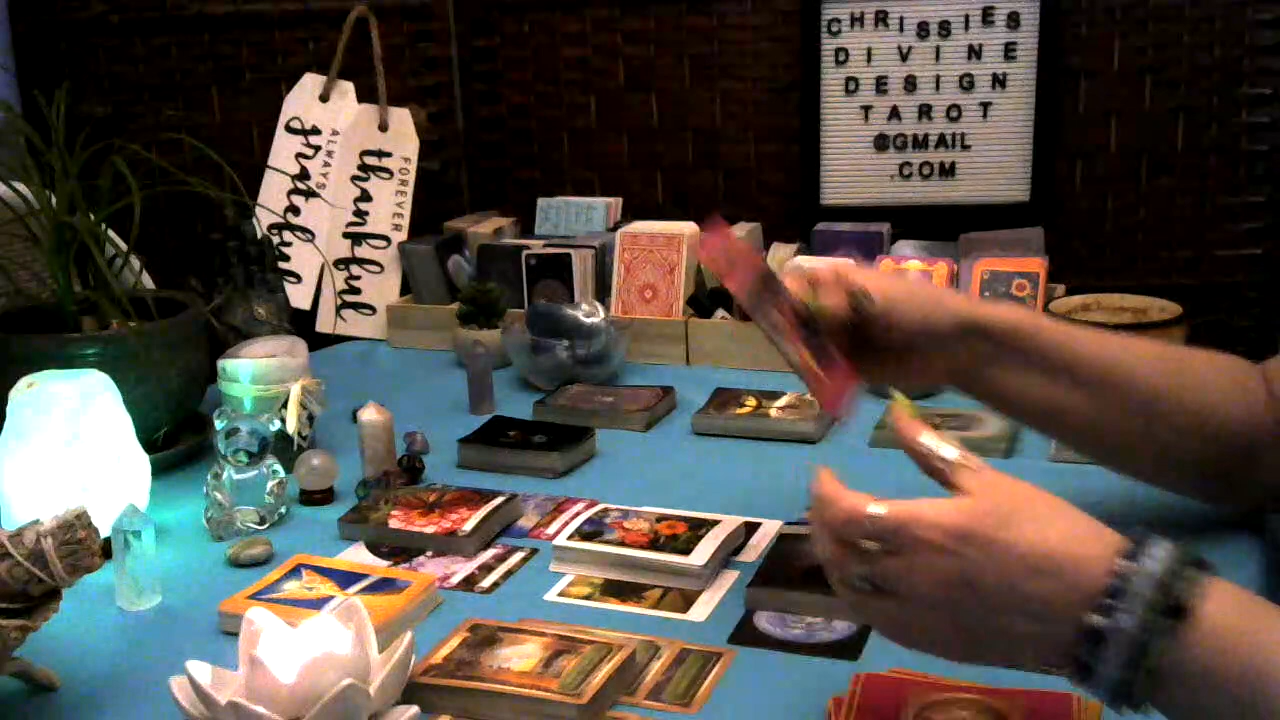 ALWAYS
grateful
FOREVER
thankful
CHRISSIES
DIVINE
DESIGN
TAROT
@GMAIL
.COM